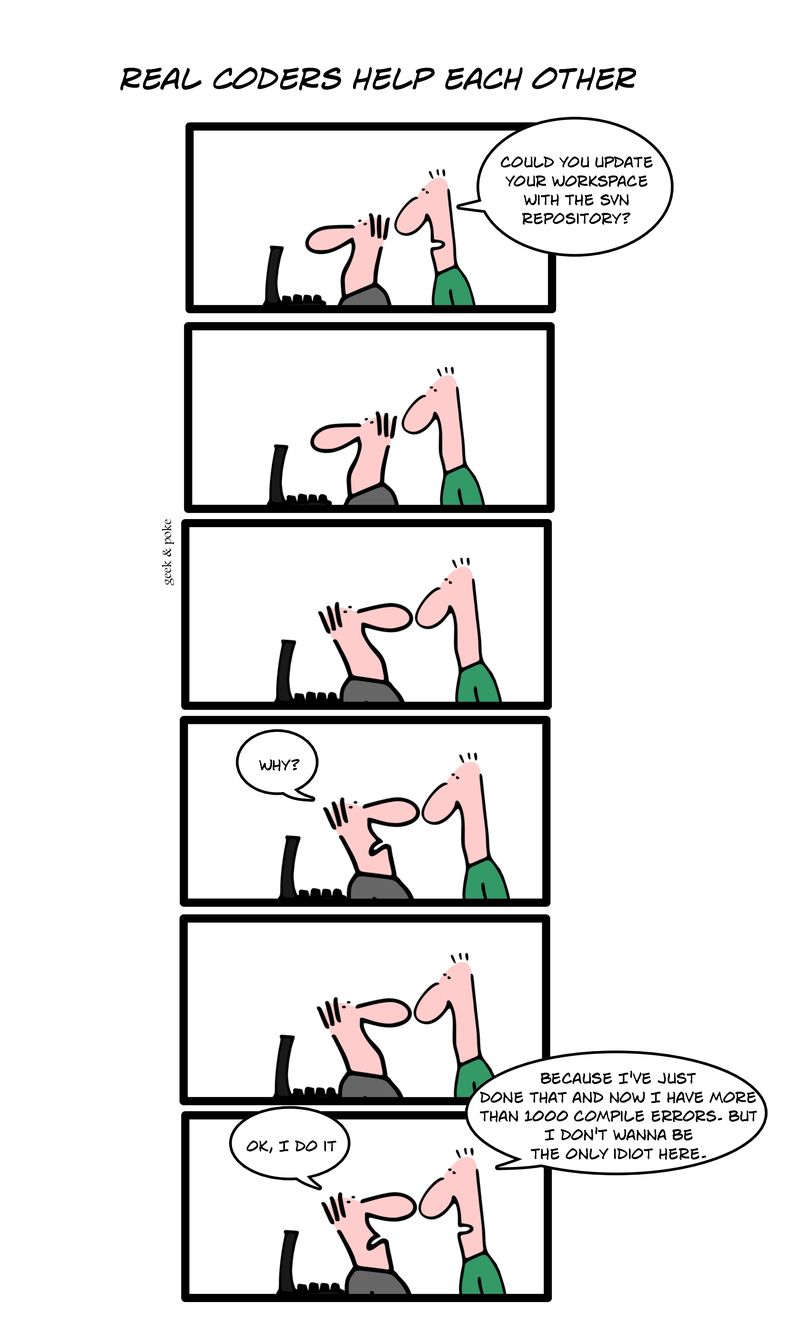 REAL CODERS HELP EACH OTHER
COULD YOU UPDATE
YOUR WORKSPACE
WITH THE SVN
REPOSITORY?
geek & poke
WHY?
BECAUSE I'VE JUST
DONE THAT AND NOW I HAVE MORE
THAN 1000 COMPILE ERRORS. BUT
I DON'T WANNA BE
THE ONLY IDIOT HERE.
OK, I DO IT